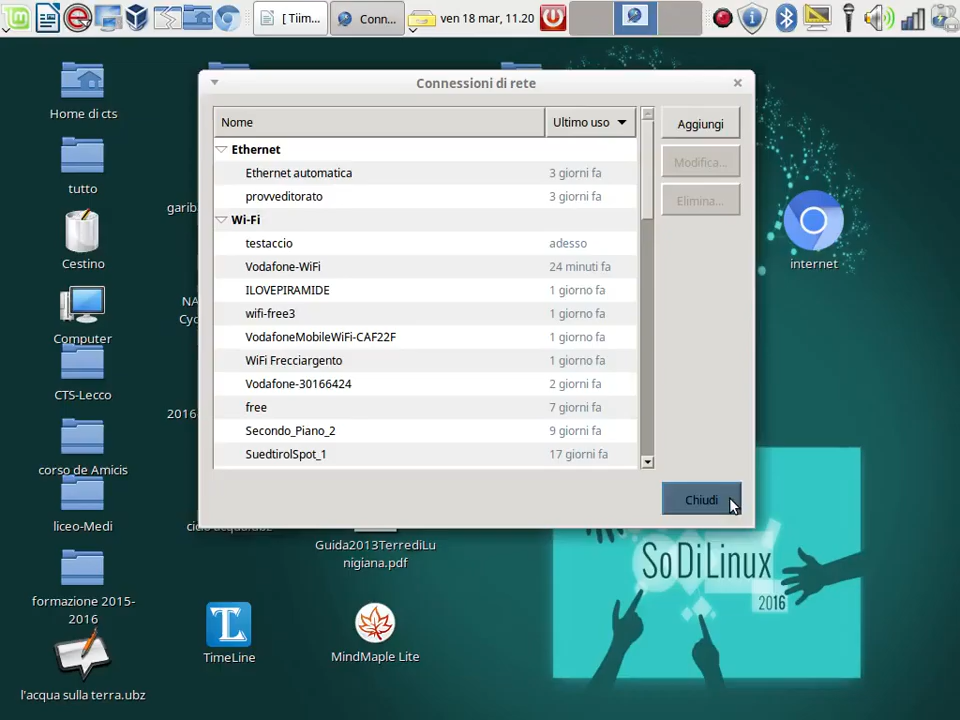 [ Tiim...
Conn...
ven 18 mar, 11.20
Home di cts
tutto
Cestino
Computer
CTS-Lecco
corso de Amicis
liceo-Medi
formazione 2015-
2016
l'acqua sulla terra.ubz
Connessioni di rete
Nome
Ultimo uso
Ethernet
Ethernet automatica
3 giorni fa
provveditorato
3 giorni fa
Wi-Fi
testaccio
adesso
Vodafone-WiFi
24 minuti fa
ILOVEPIRAMIDE
1 giorno fa
wifi-free3
1 giorno fa
VodafoneMobileWiFi-CAF22F
1 giorno fa
WiFi Frecciargento
1 giorno fa
Vodafone-30166424
2 giorni fa
free
7 giorni fa
Secondo_Piano_2
9 giorni fa
SuedtirolSpot_1
17 giorni fa
Aggiungi
Modifica...
Elimina...
Chiudi
internet
Guida2013TerrediLu
nigiana.pdf
TimeLine
MindMaple Lite
SoDiLinux
2016